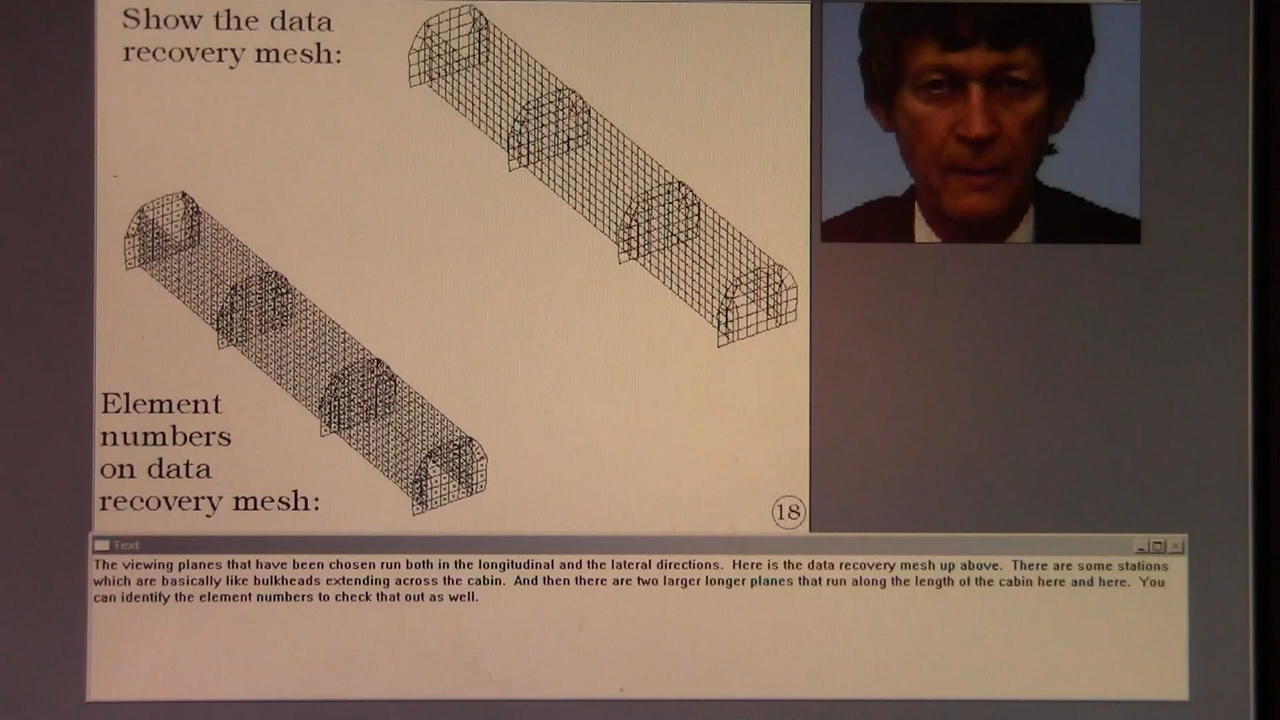 Show the data
recovery mesh:
Element
numbers
on data
recovery mesh:
18
Text
The viewing planes that have been chosen run both in the longitudinal and the lateral directions. Here is the data recovery mesh up above. There are some stations
which are basically like bulkheads extending across the cabin. And then there are two larger longer planes that run along the length of the cabin here and here. You
can identify the element numbers to check that out as well.